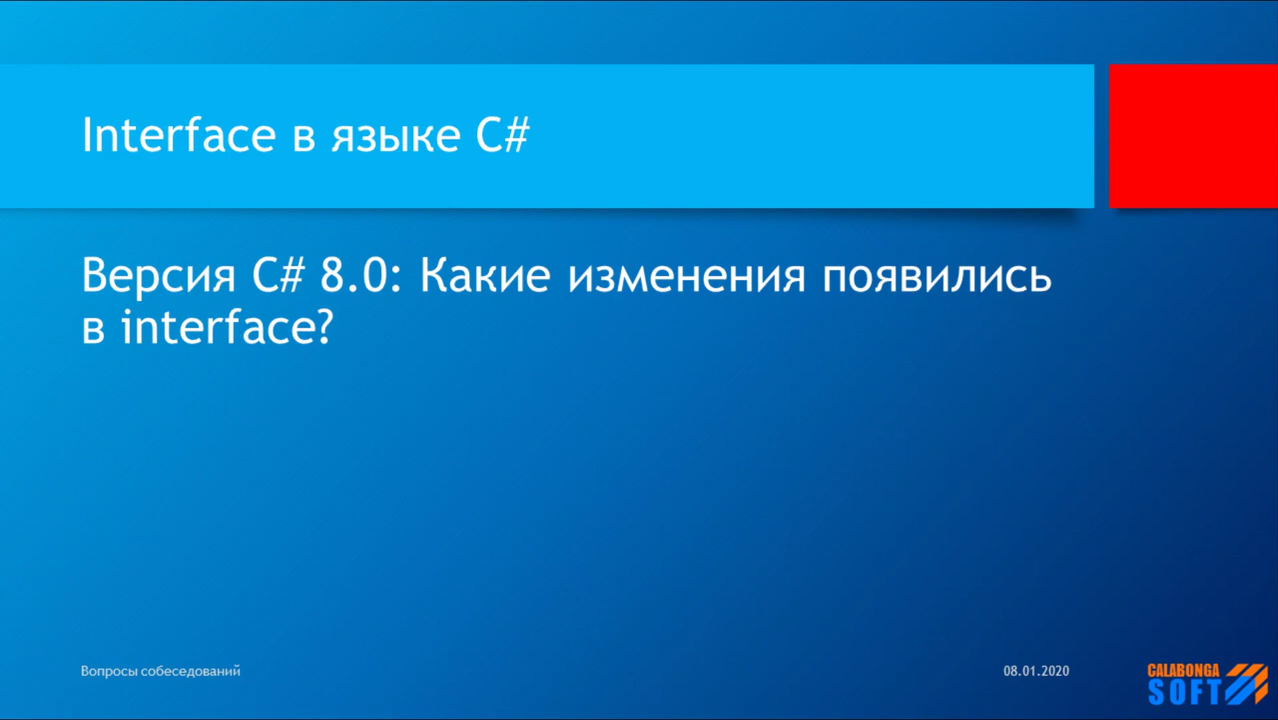 Interface в языке C#
Версия C# 8.0: Какие изменения появились
в interface?
Вопросы собеседований
08.01.2020
CALABONGA
SOFT